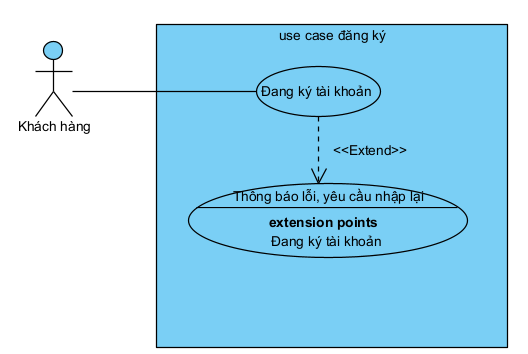 use case đăng ký
Đang ký tài khoản
Khách hàng
<<Extend>>
Thông báo lỗi, yêu cầu nhập lại
extension points
Đang ký tài khoản